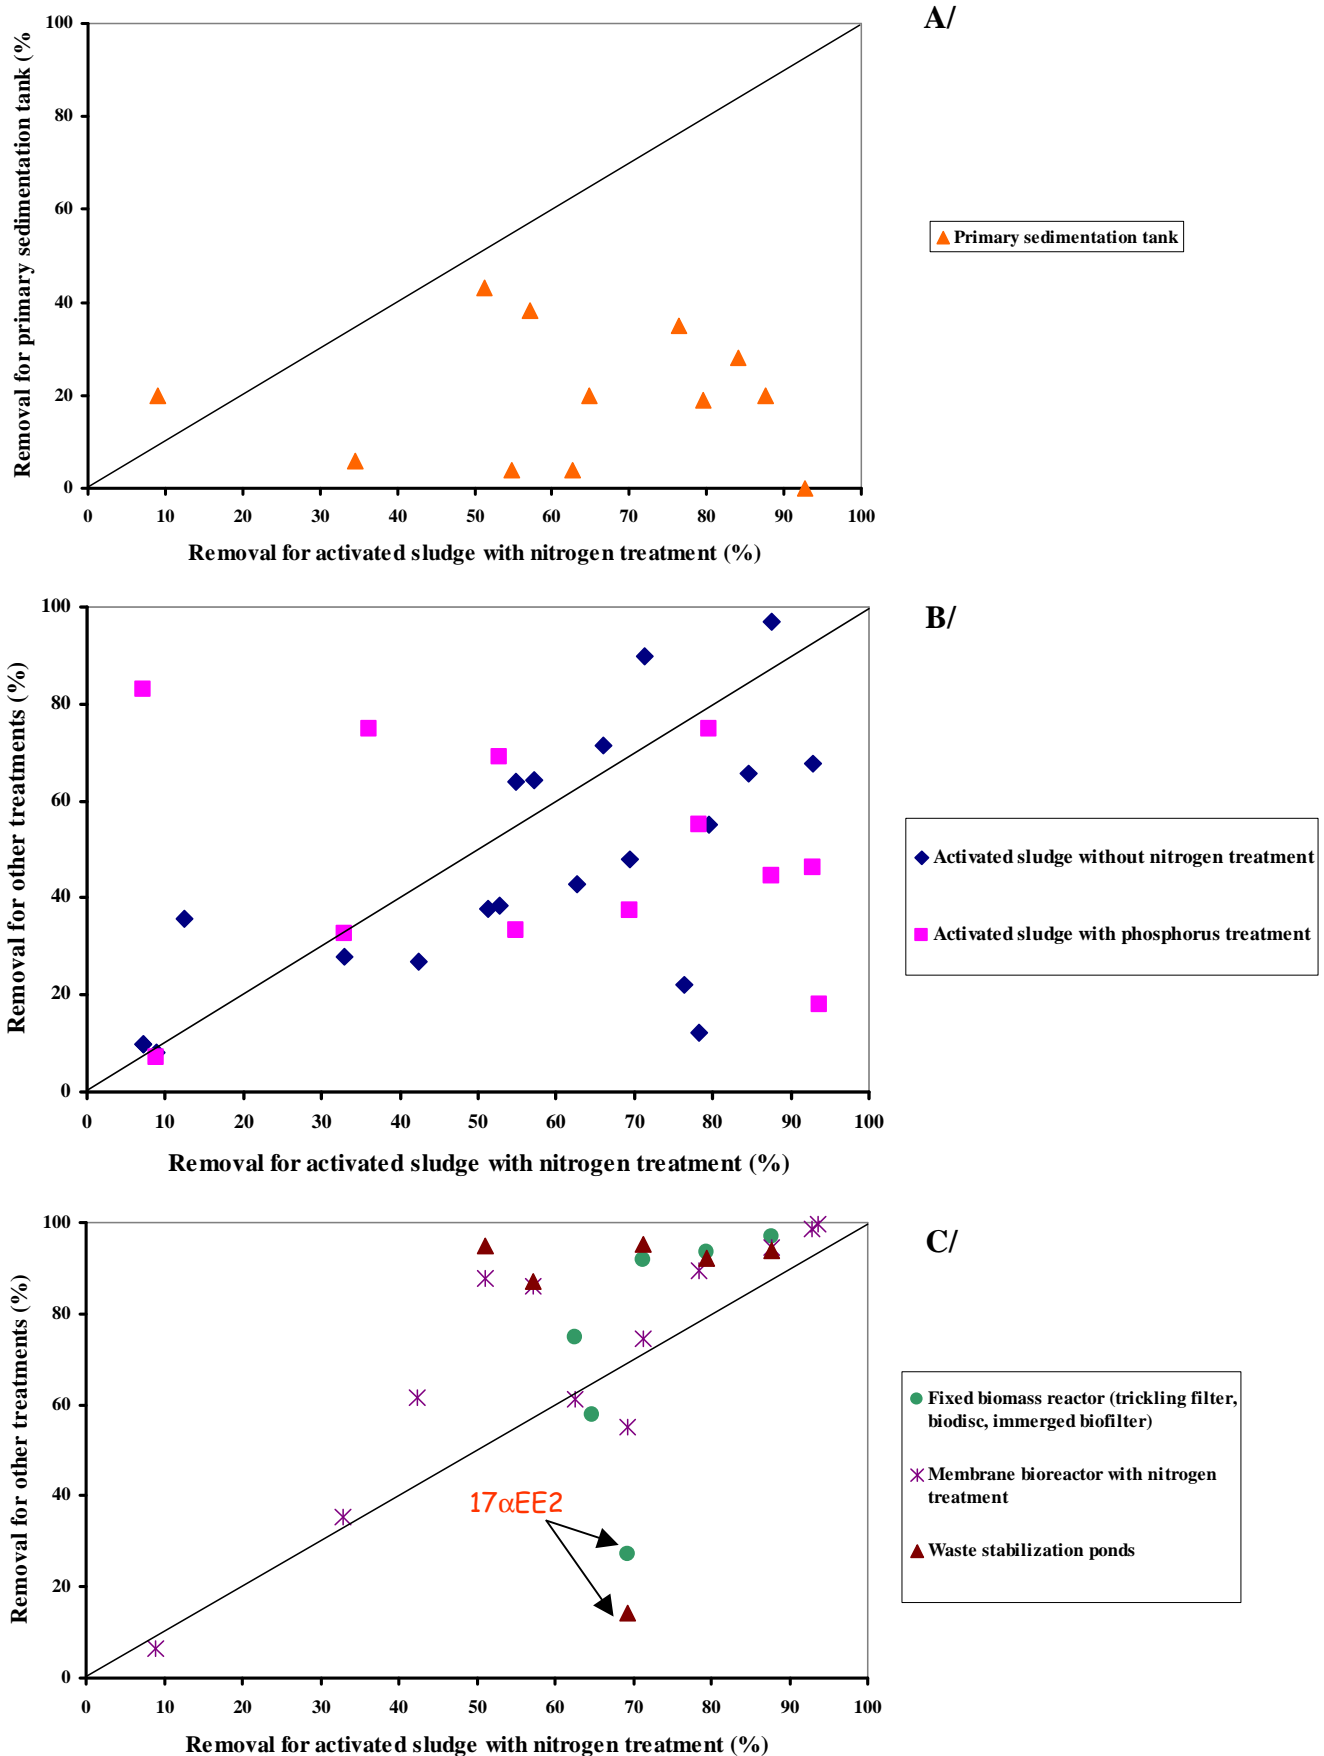 A/
100
80
60
40
20
0
Removal for primary sedimentation tank (%
0 10 20 30 40 50 60 70 80 90 100
Removal for activated sludge with nitrogen treatment (%)
Primary sedimentation tank
B/
100
80
60
40
20
0
Removal for other treatments (%)
0 10 20 30 40 50 60 70 80 90 100
Removal for activated sludge with nitrogen treatment (%)
Activated sludge without nitrogen treatment
Activated sludge with phosphorus treatment
C/
100
80
60
40
20
0
Removal for other treatments (%)
17αEE2
0 10 20 30 40 50 60 70 80 90 100
Removal for activated sludge with nitrogen treatment (%)
Fixed biomass reactor (trickling filter,
biodisc, immerged biofilter)
Membrane bioreactor with nitrogen
treatment
Waste stabilization ponds